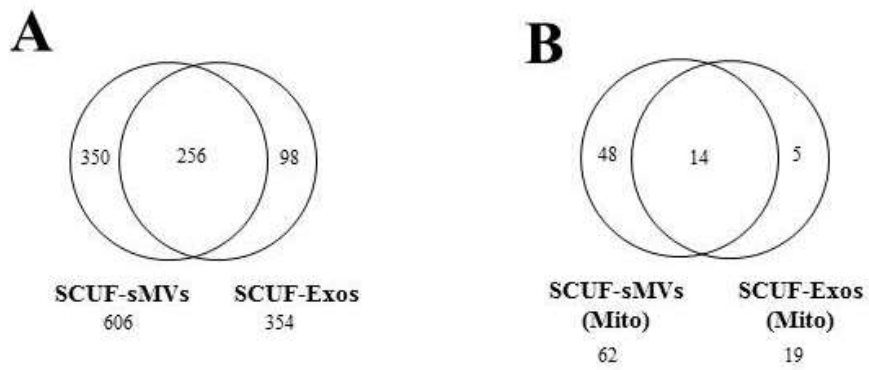 A
B
350 256 98
48 14 5
SCUF-sMVs SCUF-Exos
606 354
SCUF-sMVs SCUF-Exos
(Mito) (Mito)
62 19